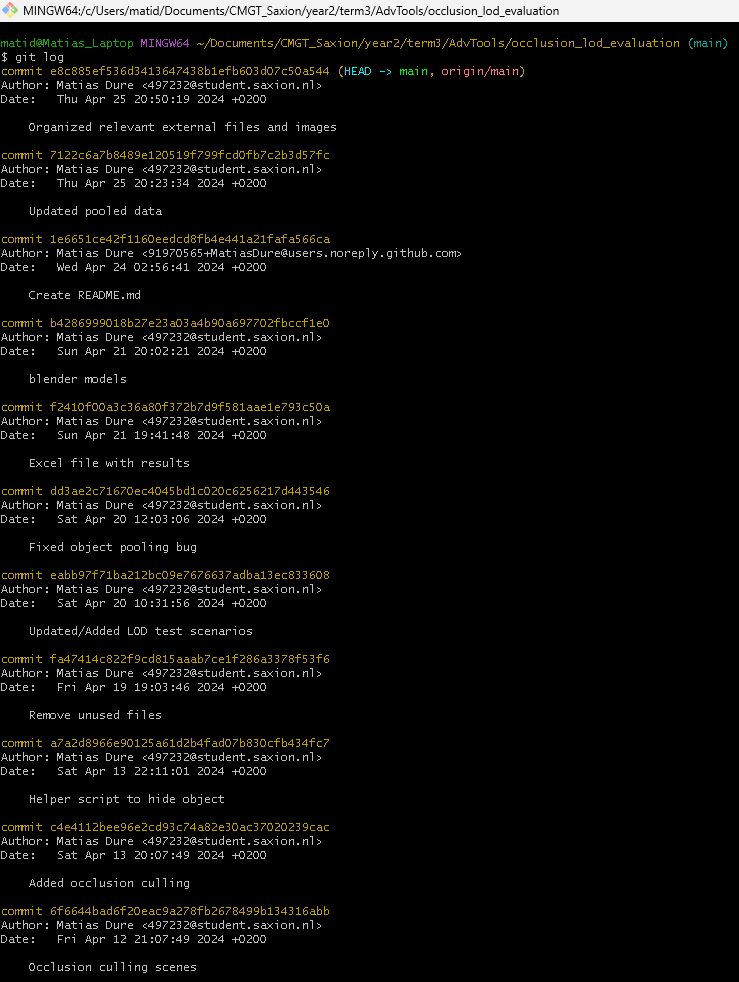 MINGW64:/c/Users/matid/Documents/CMGT_Saxion/year2/term3/AdvTools/occlusion_lod_evaluation
matid@Matias_Laptop MINGW64 ~/Documents/CMGT_Saxion/year2/term3/AdvTools/occlusion_lod_evaluation (main)
$ git log
commit e8c885ef536d3413647438b1efb603d07c50a544 (HEAD -> main, origin/main)
Author: Matias Dure <497232@student.saxion.nl>
Date:   Thu Apr 25 20:50:19 2024 +0200
Organized relevant external files and images
commit 7122c6a7b8489e120519f799fcd0fb7c2b3d57fc
Author: Matias Dure <497232@student.saxion.nl>
Date:   Thu Apr 25 20:23:34 2024 +0200
Updated pooled data
commit 1e6651ce42f1160eedcd8fb4e441a21fafa566ca
Author: Matias Dure <91970565+MatiasDure@users.noreply.github.com>
Date:   Wed Apr 24 02:56:41 2024 +0200
Create README.md
commit b4286999018b27e23a03a4b90a697702fbccf1e0
Author: Matias Dure <497232@student.saxion.nl>
Date:   Sun Apr 21 20:02:21 2024 +0200
blender models
commit f2410f00a3c36a80f372b7d9f581aae1e793c50a
Author: Matias Dure <497232@student.saxion.nl>
Date:   Sun Apr 21 19:41:48 2024 +0200
Excel file with results
commit dd3ae2c71670ec4045bd1c020c6256217d443546
Author: Matias Dure <497232@student.saxion.nl>
Date:   Sat Apr 20 12:03:06 2024 +0200
Fixed object pooling bug
commit eabb97f71ba212bc09e7676637adba13ec833608
Author: Matias Dure <497232@student.saxion.nl>
Date:   Sat Apr 20 10:31:56 2024 +0200
Updated/Added LOD test scenarios
commit fa47414c822f9cd815aaab7ce1f286a3378f53f6
Author: Matias Dure <497232@student.saxion.nl>
Date:   Fri Apr 19 19:03:46 2024 +0200
Remove unused files
commit a7a2d8966e90125a61d2b4fad07b830cfb434fc7
Author: Matias Dure <497232@student.saxion.nl>
Date:   Sat Apr 13 22:11:01 2024 +0200
Helper script to hide object
commit c4e4112bee96e2cd93c74a82e30ac37020239cac
Author: Matias Dure <497232@student.saxion.nl>
Date:   Sat Apr 13 20:07:49 2024 +0200
Added occlusion culling
commit 6f6644bad6f20eac9a278fb2678499b134316abb
Author: Matias Dure <497232@student.saxion.nl>
Date:   Fri Apr 12 21:07:49 2024 +0200
Occlusion culling scenes